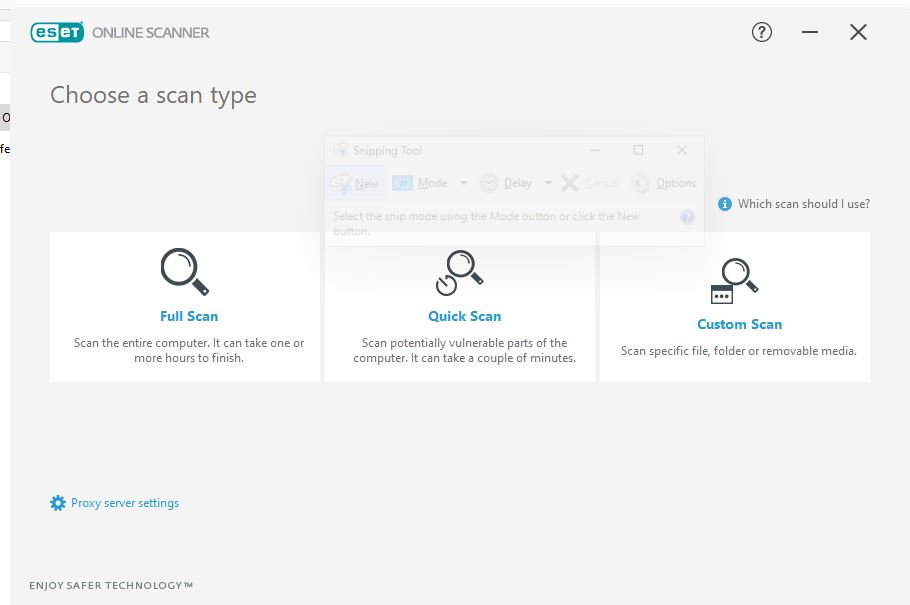 eset ONLINE SCANNER
?
Choose a scan type
Snipping Tool
New Mode Delay Cancel Options
Select the snip mode using the Mode button or click the New
button.
?
i Which scan should I use?
Full Scan
Scan the entire computer. It can take one or
more hours to finish.
Quick Scan
Scan potentially vulnerable parts of the
computer. It can take a couple of minutes.
Custom Scan
Scan specific file, folder or removable media.
Proxy server settings
ENJOY SAFER TECHNOLOGY™